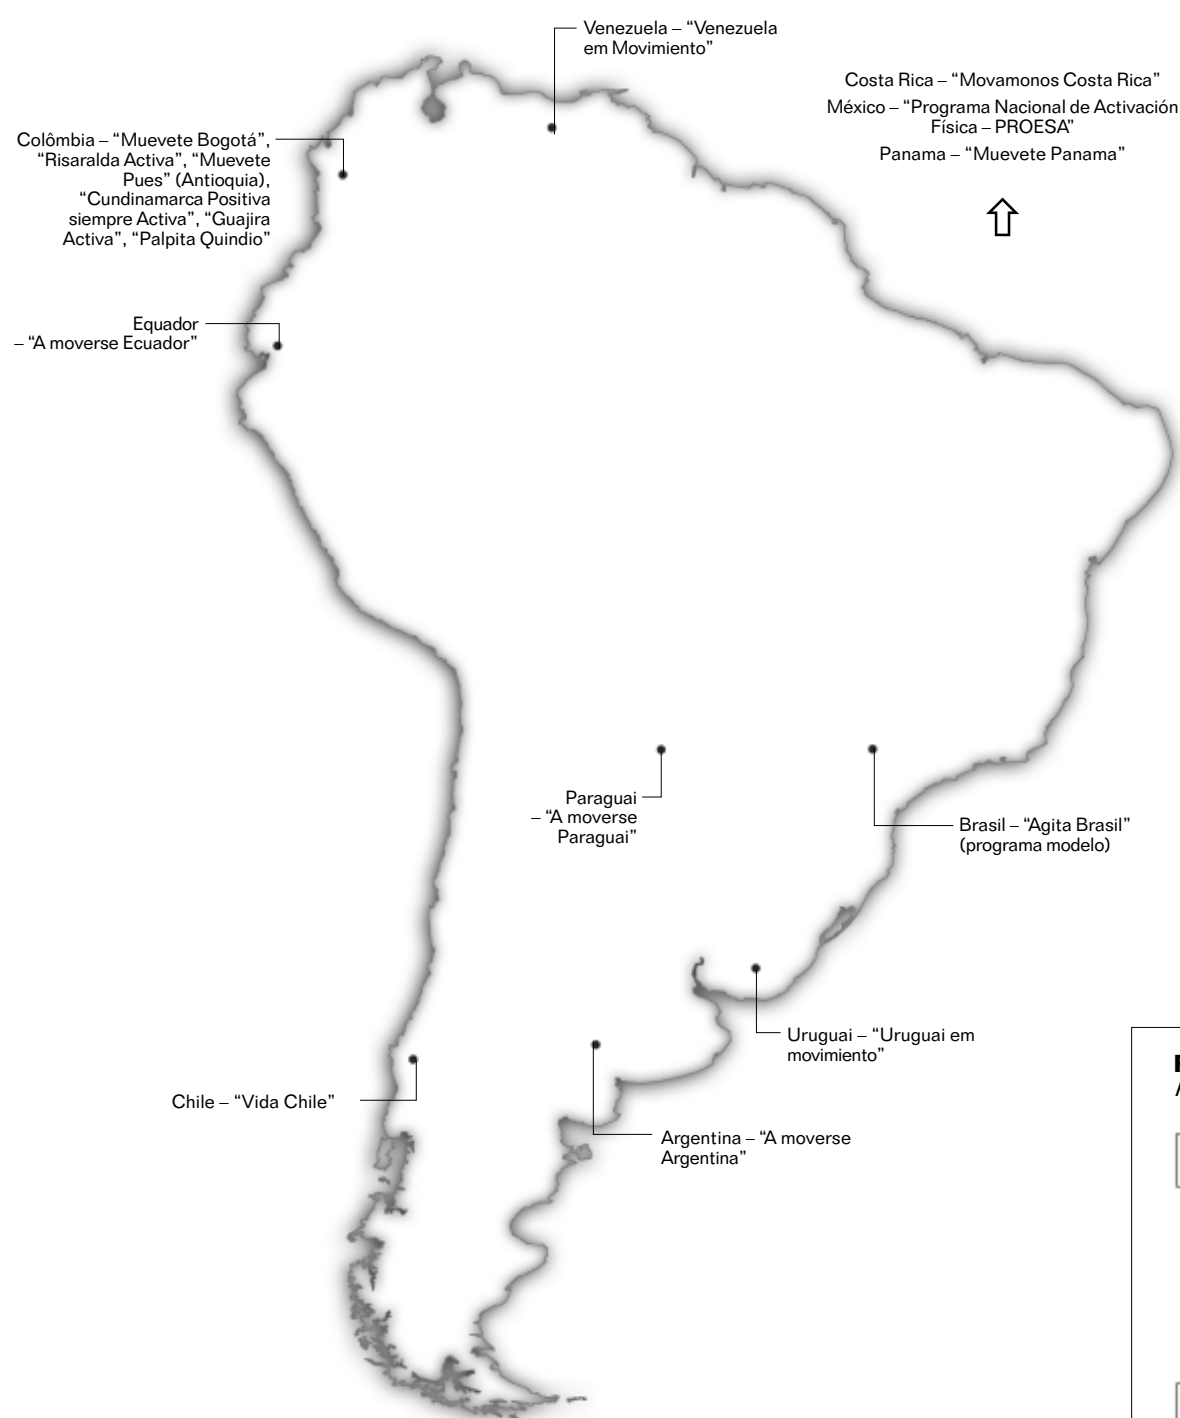 Venezuela – “Venezuela
em Movimiento”
Costa Rica – “Movamonos Costa Rica”
México – “Programa Nacional de Activación
Física – PROESA”
Panama – “Muevete Panama”
Colômbia – “Muevete Bogotá”,
“Risaralda Activa”, “Muevete
Pues” (Antioquia),
“Cundinamarca Positiva
siempre Activa”, “Guajira
Activa”, “Palpita Quindio”
Equador
– “A moverse Ecuador”
Paraguai
– “A moverse
Paraguai”
Brasil – “Agita Brasil”
(programa modelo)
Uruguai – “Uruguai em
movimiento”
Chile – “Vida Chile”
Argentina – “A moverse
Argentina”